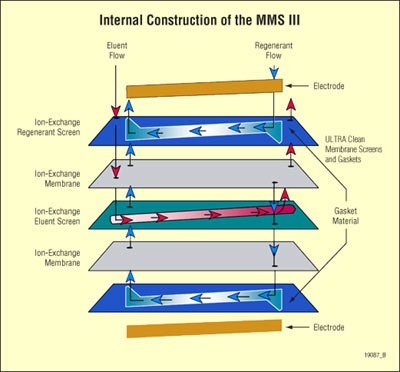 Internal Construction of the MMS III
Eluent
Flow
Regenerant
Flow
Electrode
Ion-Exchange
Regenerant Screen
ULTRA Clean
Membrane Screens
and Gaskets
Ion-Exchange
Membrane
Ion-Exchange
Eluent Screen
Gasket
Material
Ion-Exchange
Membrane
Electrode
19087_B